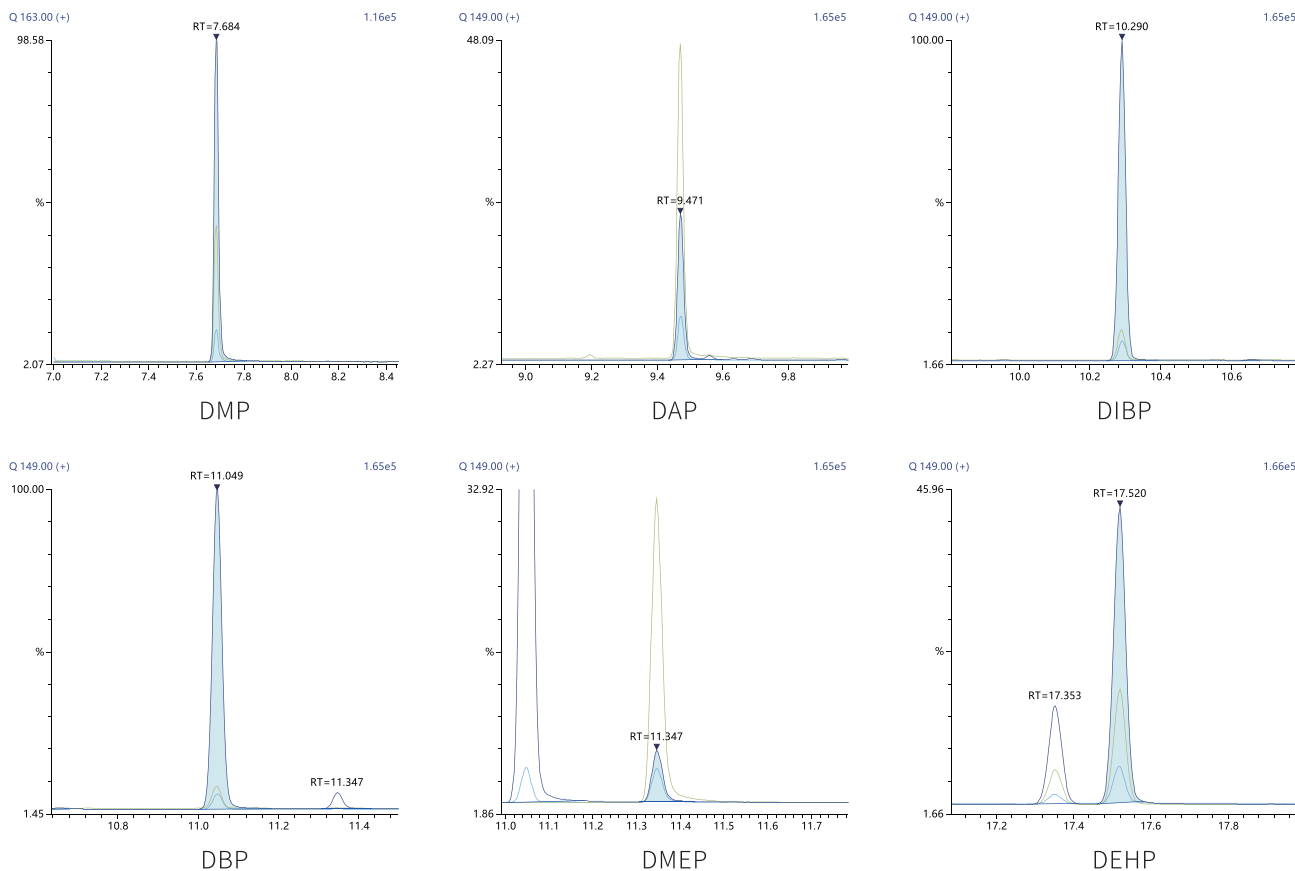 Q 163.00 (+) 1.16e5
RT=7.684
98.58
%
2.07
7.0 7.2 7.4 7.6 7.8 8.0 8.2 8.4
DMP
Q 149.00 (+) 1.65e5
48.09
RT=9.471
%
2.27
9.0 9.2 9.4 9.6 9.8
DAP
Q 149.00 (+) 1.65e5
RT=10.290
100.00
%
1.66
10.0 10.2 10.4 10.6
DIBP
Q 149.00 (+) 1.65e5
RT=11.049
100.00
%
RT=11.347
1.45
10.8 11.0 11.2 11.4
DBP
Q 149.00 (+) 1.65e5
32.92
%
RT=11.347
1.86
11.0 11.1 11.2 11.3 11.4 11.5 11.6 11.7
DMEP
Q 149.00 (+) 1.66e5
45.96
RT=17.520
%
RT=17.353
1.66
17.2 17.4 17.6 17.8
DEHP